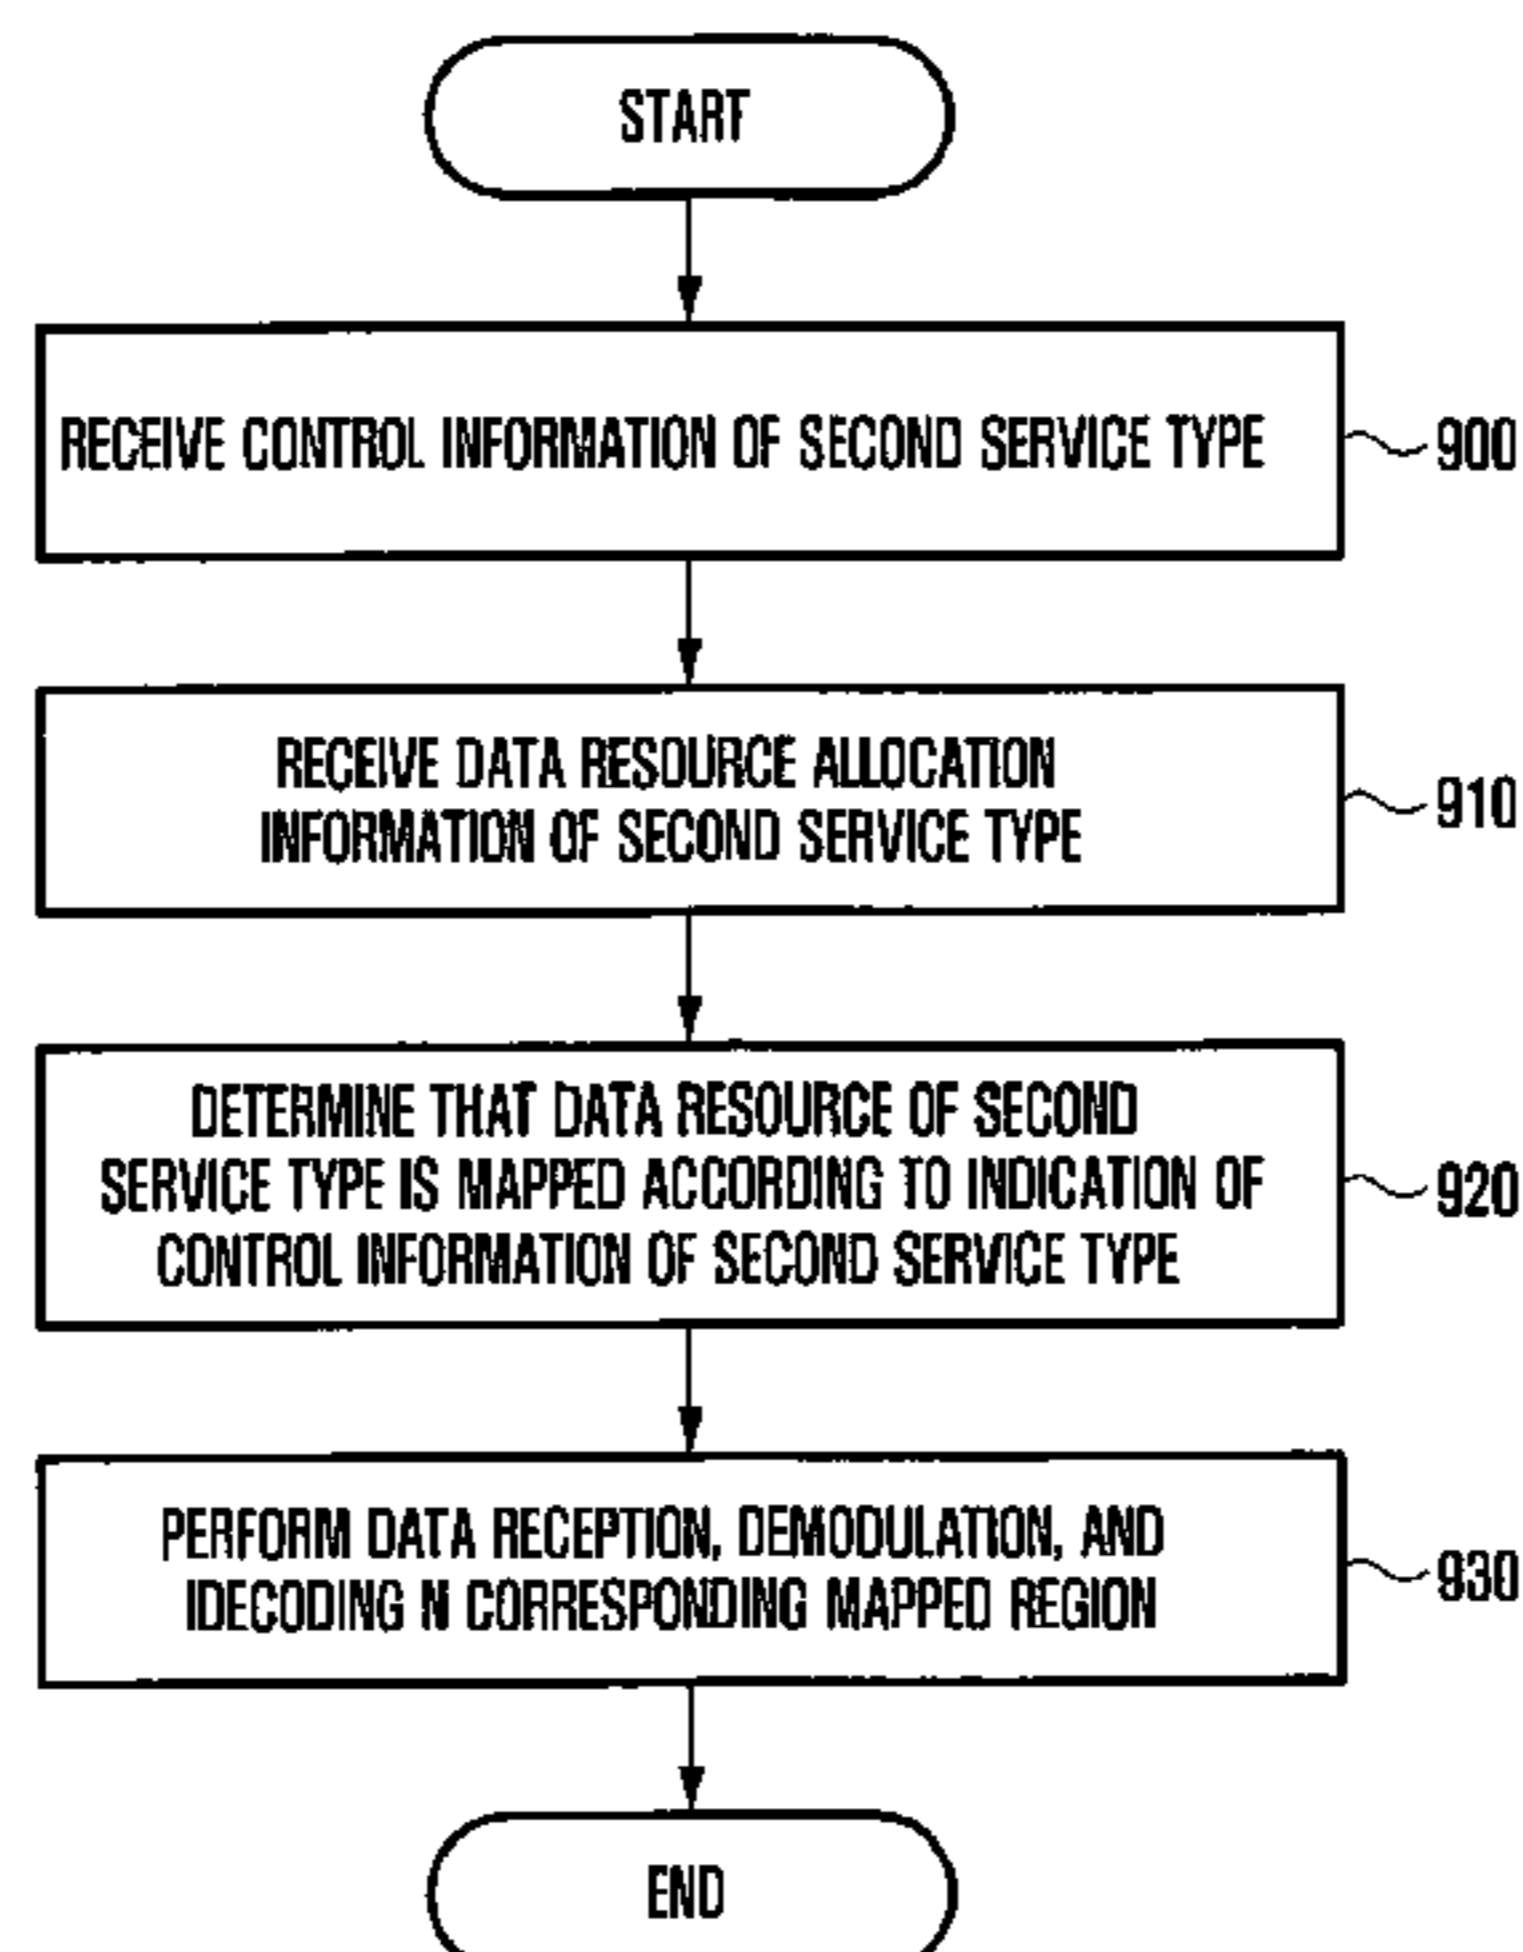 START
RECEIVE CONTROL INFORMATION OF SECOND SERVICE TYPE
900
RECEIVE DATA RESOURCE ALLOCATION
INFORMATION OF SECOND SERVICE TYPE
910
DETERMINE THAT DATA RESOURCE OF SECOND
SERVICE TYPE IS MAPPED ACCORDING TO INDICATION OF
CONTROL INFORMATION OF SECOND SERVICE TYPE
920
PERFORM DATA RECEPTION, DEMODULATION, AND
IDECODING N CORRESPONDING MAPPED REGION
930
END